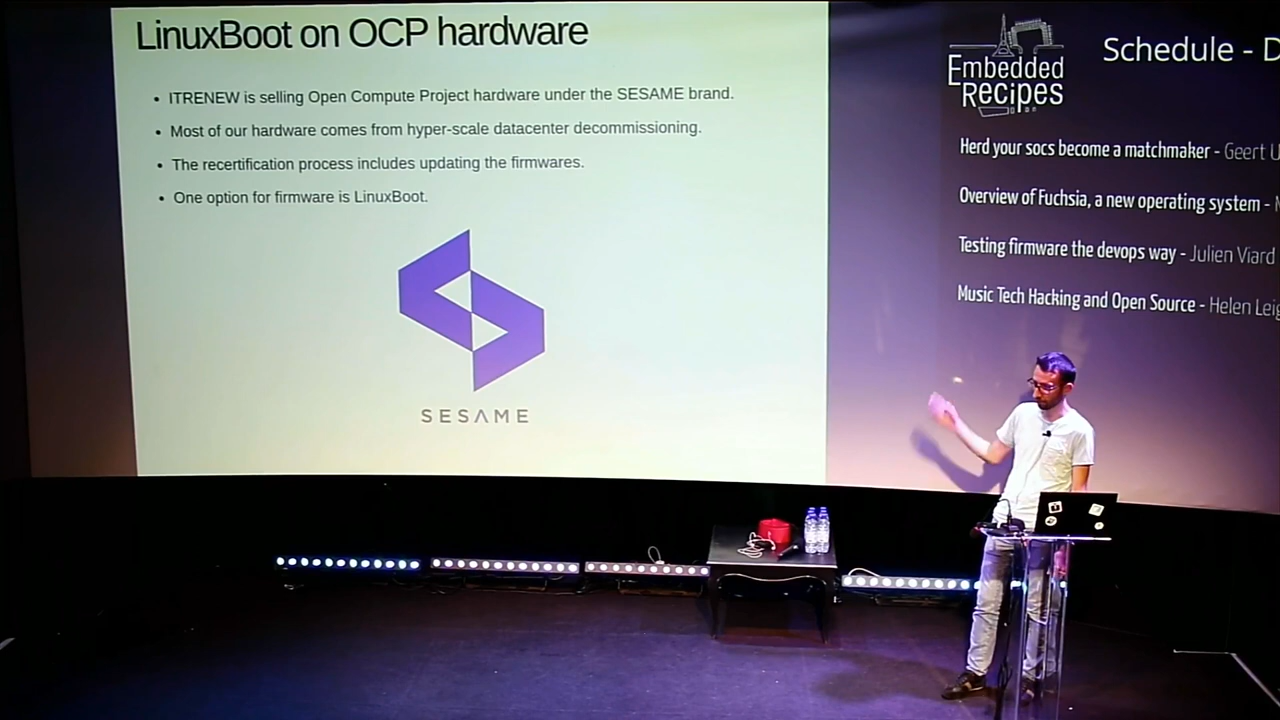 LinuxBoot on OCP hardware
• ITRENEW is selling Open Compute Project hardware under the SESAME brand.
• Most of our hardware comes from hyper-scale datacenter decommissioning.
• The recertification process includes updating the firmwares.
• One option for firmware is LinuxBoot.
SESAME
Embedded
Recipes
Schedule -
Herd your socs become a matchmaker - Geert
Overview of Fuchsia, a new operating system -
Testing firmware the devops way - Julien Viard
Music Tech Hacking and Open Source - Helen